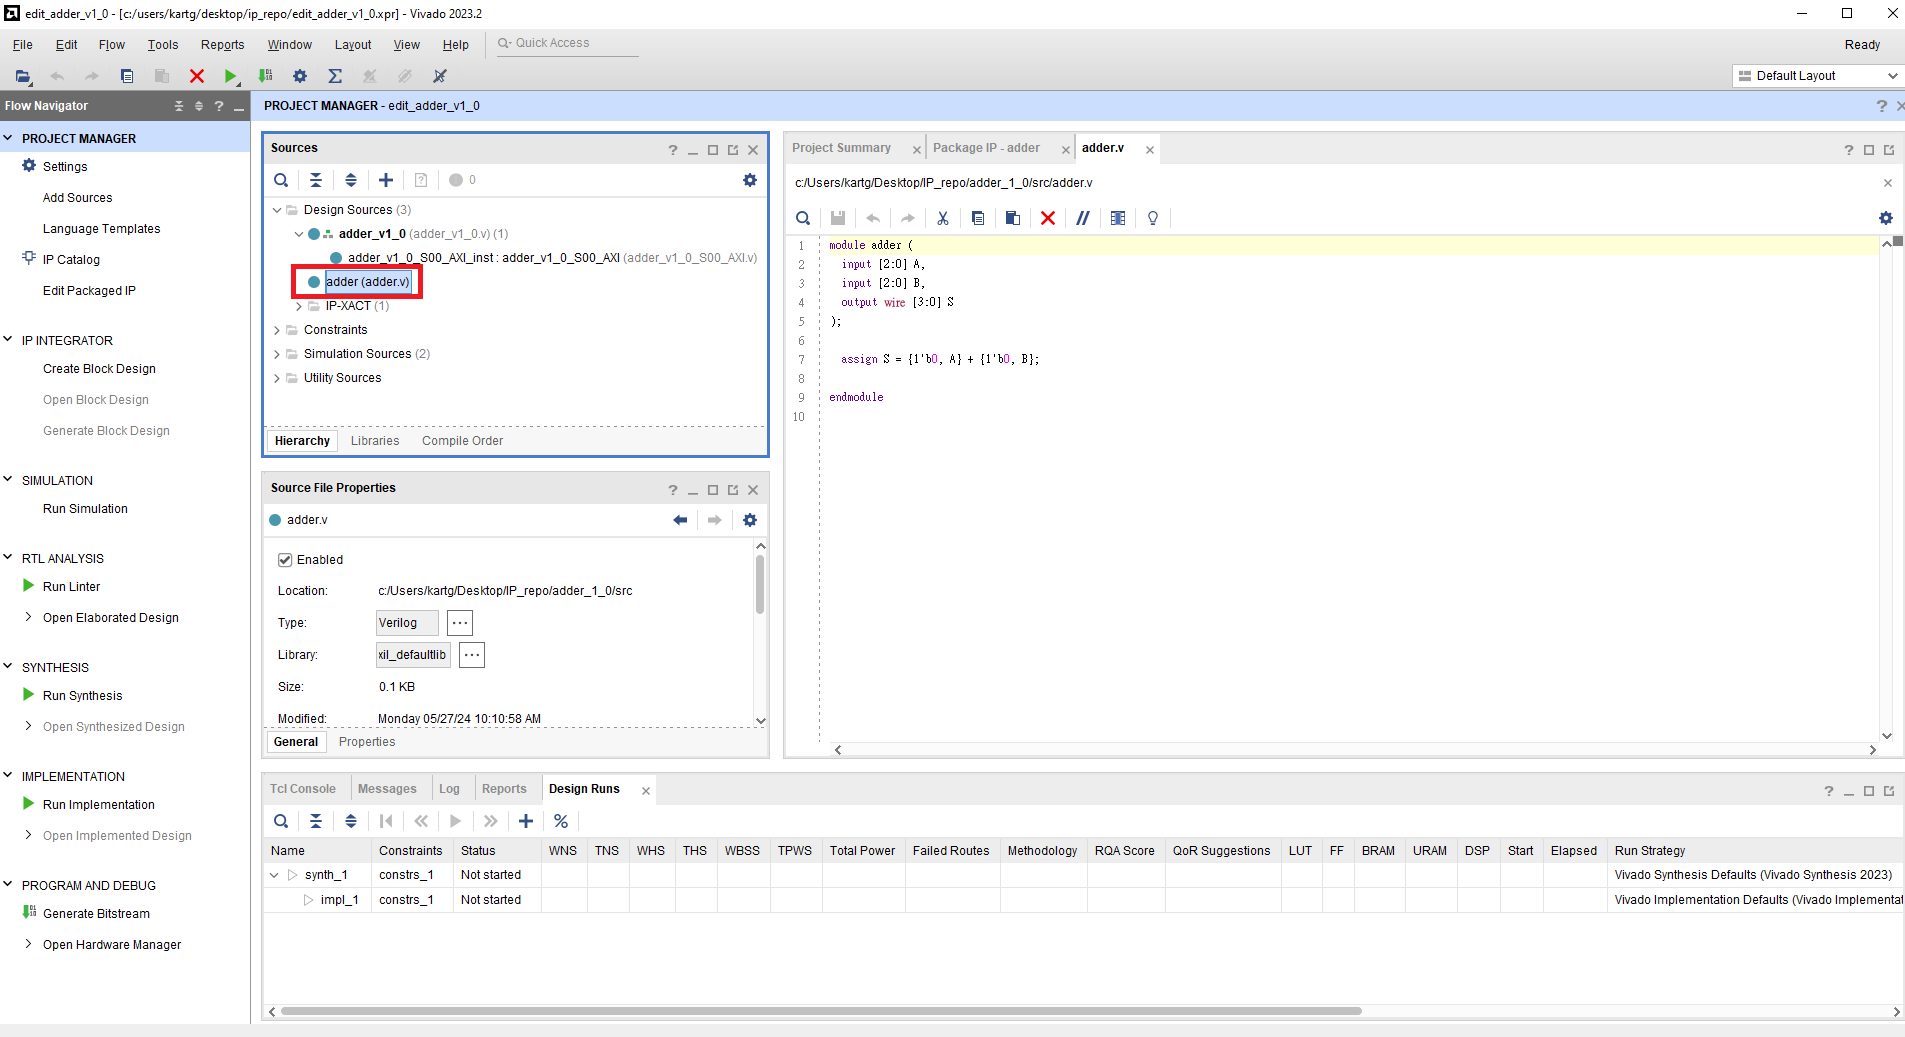 edit_adder_v1_0 - [c:/users/kartg/desktop/ip_repo/edit_adder_v1_0.xpr] - Vivado 2023.2
File Edit Flow Tools Reports Window Layout View Help Quick Access Ready
Default Layout
Flow Navigator
PROJECT MANAGER
Settings
Add Sources
Language Templates
IP Catalog
Edit Packaged IP
IP INTEGRATOR
Create Block Design
Open Block Design
Generate Block Design
SIMULATION
Run Simulation
RTL ANALYSIS
Run Linter
Open Elaborated Design
SYNTHESIS
Run Synthesis
Open Synthesized Design
IMPLEMENTATION
Run Implementation
Open Implemented Design
PROGRAM AND DEBUG
Generate Bitstream
Open Hardware Manager
PROJECT MANAGER - edit_adder_v1_0
Sources
0
Design Sources (3)
adder_v1_0 (adder_v1_0.v) (1)
adder_v1_0_S00_AXI_inst : adder_v1_0_S00_AXI (adder_v1_0_S00_AXI.v)
adder (adder.v)
IP-XACT (1)
Constraints
Simulation Sources (2)
Utility Sources
Hierarchy Libraries Compile Order
Source File Properties
adder.v
Enabled
Location: c:/Users/kartg/Desktop/IP_repo/adder_1_0/src
Type: Verilog ...
Library: xil_defaultlib ...
Size: 0.1 KB
Modified: Monday 05/27/24 10:10:58 AM
General Properties
Project Summary Package IP - adder adder.v
c:/Users/kartg/Desktop/IP_repo/adder_1_0/src/adder.v
1 module adder (
2 input [2:0] A,
3 input [2:0] B,
4 output wire [3:0] S
5 );
6
7 assign S = {1'b0, A} + {1'b0, B};
8
9 endmodule
10
Tcl Console Messages Log Reports Design Runs
Name Constraints Status WNS TNS WHS THS WBSS TPWS Total Power Failed Routes Methodology RQA Score QoR Suggestions LUT FF BRAM URAM DSP Start Elapsed Run Strategy
synth_1 constrs_1 Not started Vivado Synthesis Defaults (Vivado Synthesis 2023)
impl_1 constrs_1 Not started Vivado Implementation Defaults (Vivado Implementat